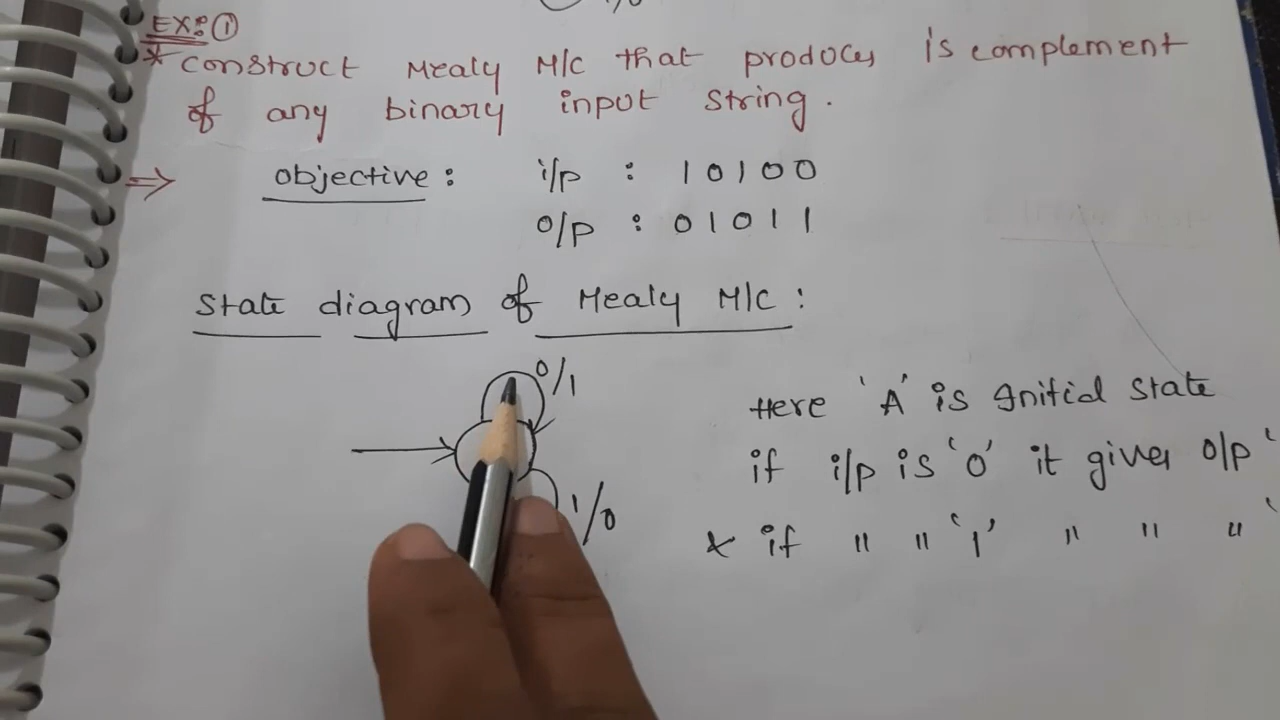 EX:①
* Construct Mealy M/c that produces 1's complement
of any binary input string.
⇒ Objective : i/p : 10100
o/p : 01011
State diagram of Mealy M/c :
0/1
1/0
Here 'A' is Initial state
if i/p is '0' it gives o/p '
* if " " '1' " " " '